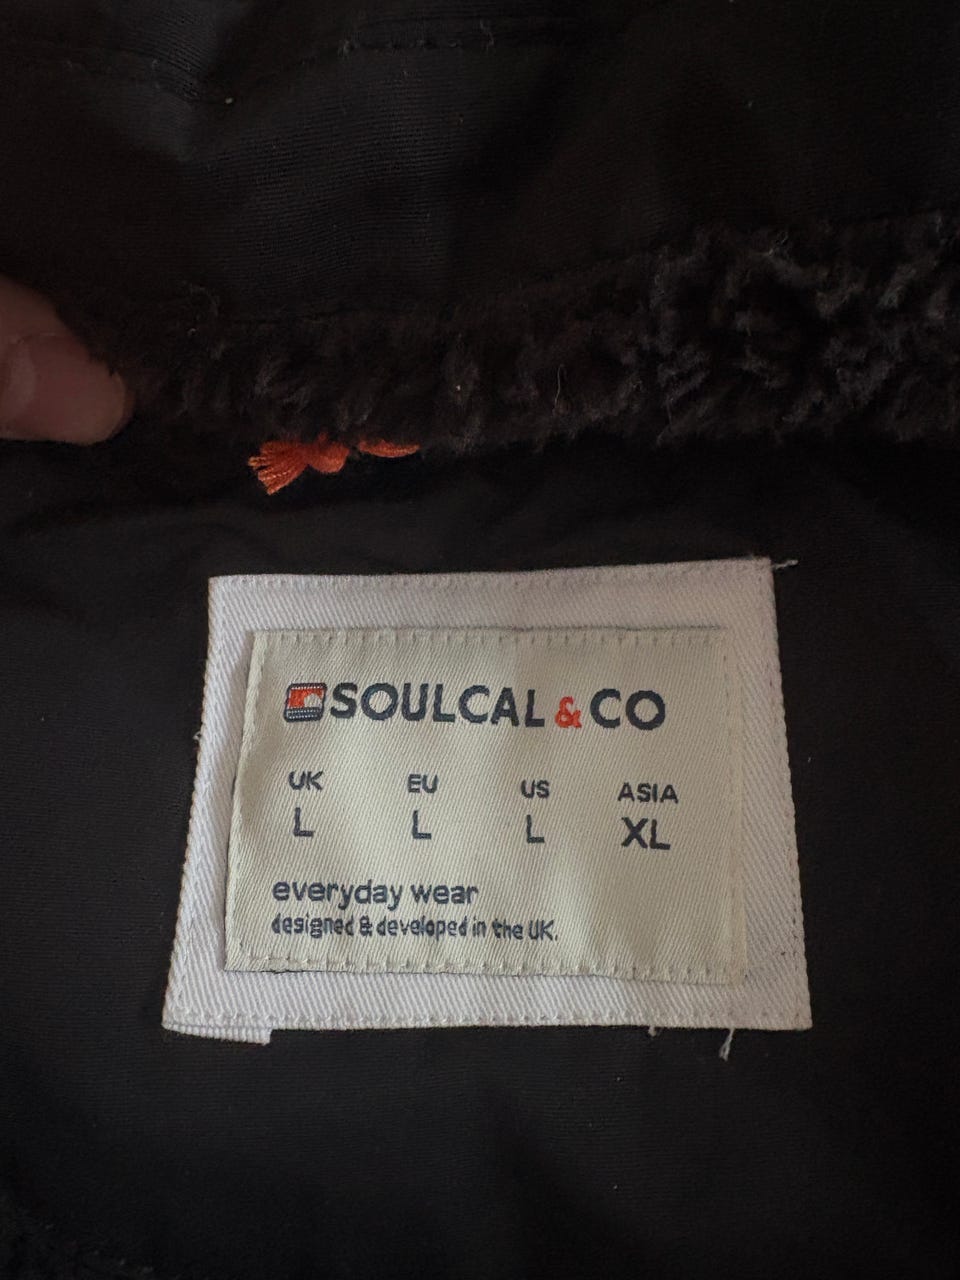 SOULCAL & CO
UK EU US ASIA
L L L XL
everyday wear
designed & developed in the UK.